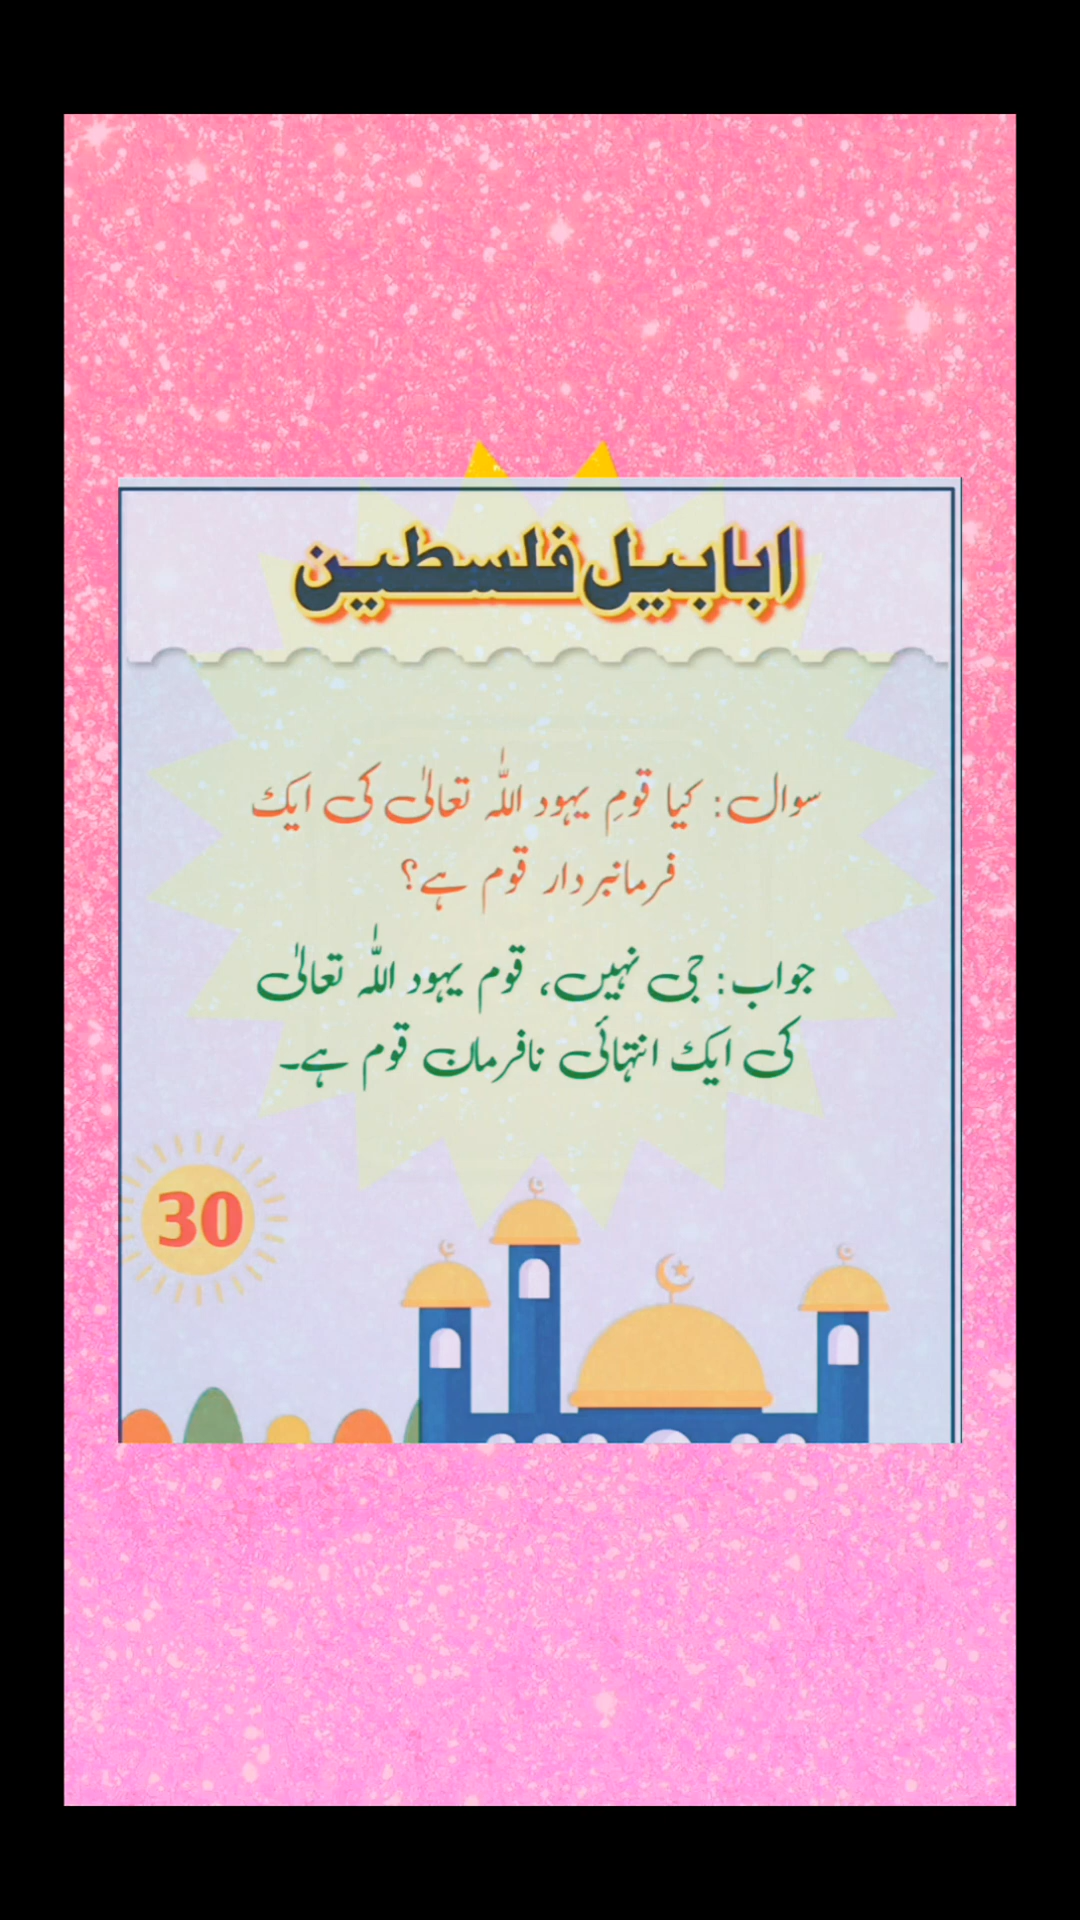 ابابیل فلسطین
سوال: کیا قومِ یہود اللہ تعالیٰ کی ایک
فرمانبردار قوم ہے؟
جواب: جی نہیں، قوم یہود اللہ تعالیٰ
کی ایک انتہائی نافرمان قوم ہے۔
30